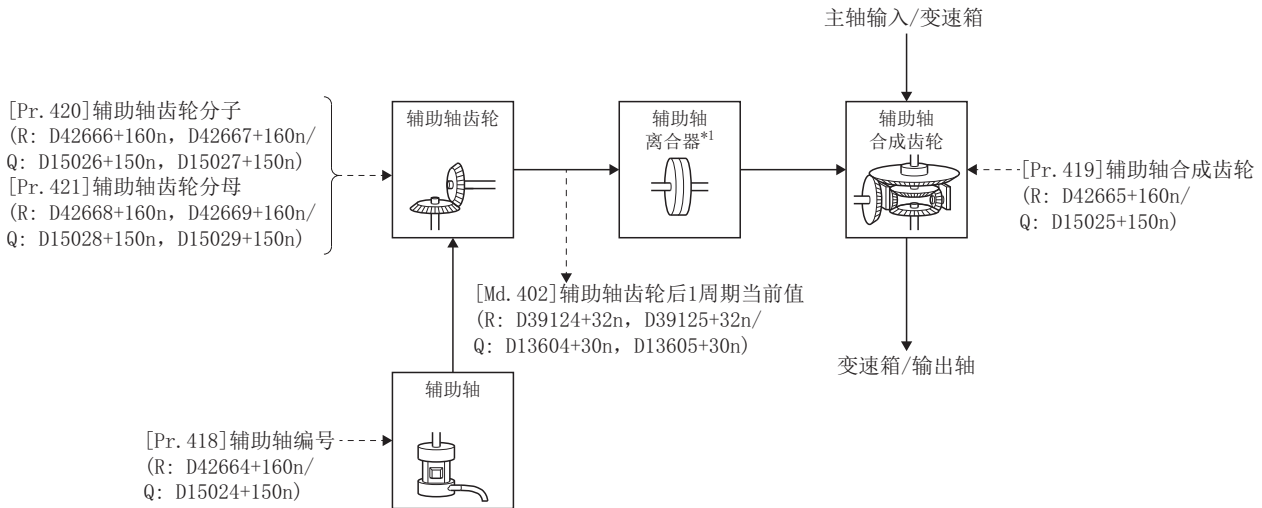 主轴输入/变速箱
[Pr.420]辅助轴齿轮分子
(R: D42666+160n，D42667+160n/
Q: D15026+150n，D15027+150n)
[Pr.421]辅助轴齿轮分母
(R: D42668+160n，D42669+160n/
Q: D15028+150n，D15029+150n)
辅助轴齿轮
辅助轴
离合器*1
辅助轴
合成齿轮
[Pr.419]辅助轴合成齿轮
(R: D42665+160n/
Q: D15025+150n)
[Md.402]辅助轴齿轮后1周期当前值
(R: D39124+32n，D39125+32n/
Q: D13604+30n，D13605+30n)
变速箱/输出轴
辅助轴
[Pr.418]辅助轴编号
(R: D42664+160n/
Q: D15024+150n)